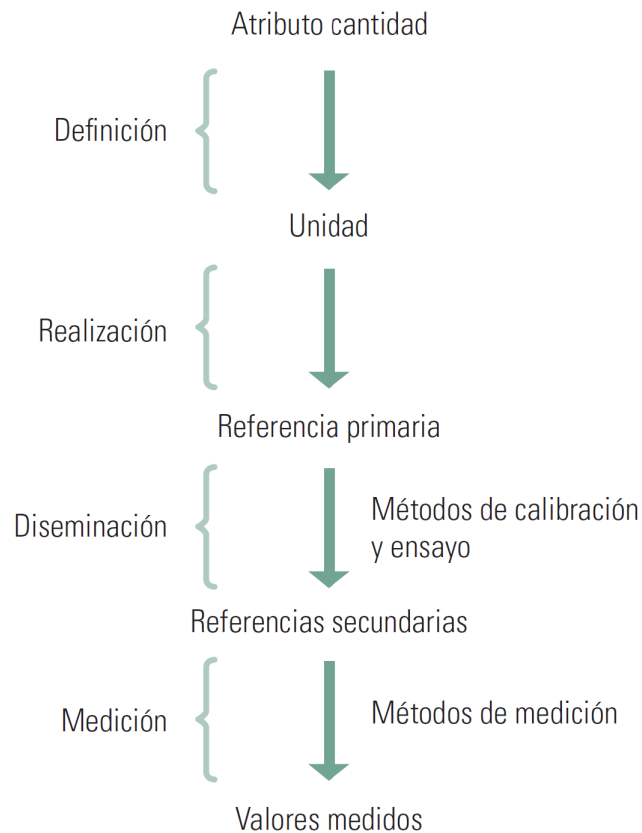 Atributo cantidad
Definición
Unidad
Realización
Referencia primaria
Diseminación
Métodos de calibración
y ensayo
Referencias secundarias
Medición
Métodos de medición
Valores medidos